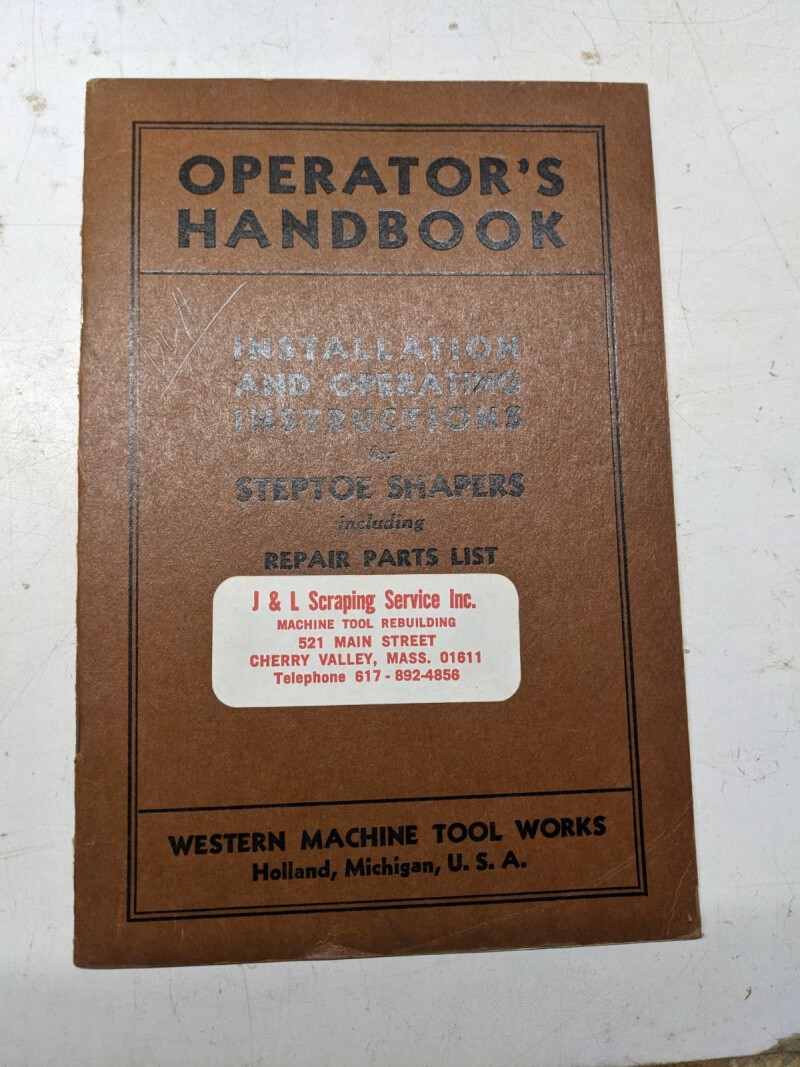 OPERATOR'S
HANDBOOK
INSTALLATION
AND OPERATING
INSTRUCTIONS
for
STEPTOE SHAPERS
including
REPAIR PARTS LIST
J & L Scraping Service Inc.
MACHINE TOOL REBUILDING
521 MAIN STREET
CHERRY VALLEY, MASS. 01611
Telephone 617-892-4856
WESTERN MACHINE TOOL WORKS
Holland, Michigan, U. S. A.